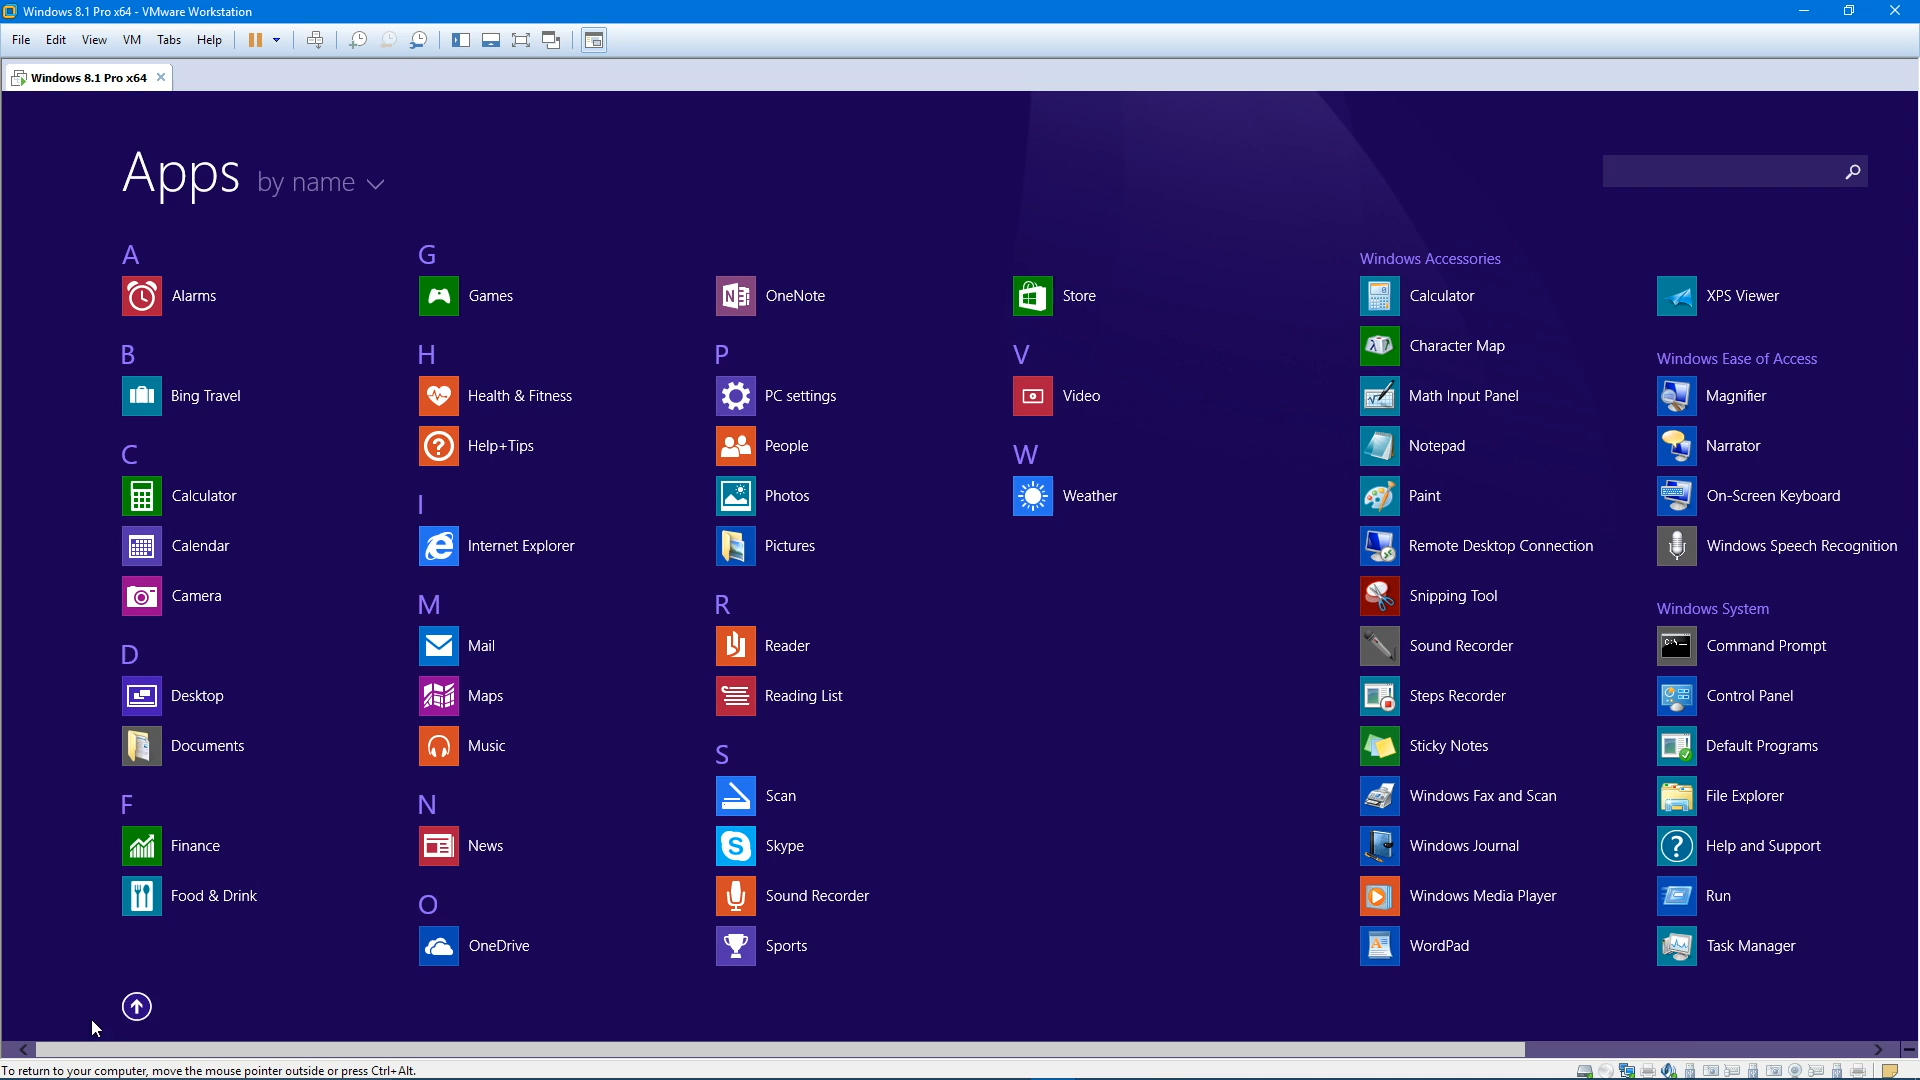 Windows 8.1 Pro x64 - VMware Workstation
File Edit View VM Tabs Help
Windows 8.1 Pro x64
Apps by name
A
Alarms
B
Bing Travel
C
Calculator
Calendar
Camera
D
Desktop
Documents
F
Finance
Food & Drink
G
Games
H
Health & Fitness
Help+Tips
I
Internet Explorer
M
Mail
Maps
Music
N
News
O
OneDrive
OneNote
P
PC settings
People
Photos
Pictures
R
Reader
Reading List
S
Scan
Skype
Sound Recorder
Sports
Store
V
Video
W
Weather
Windows Accessories
Calculator
Character Map
Math Input Panel
Notepad
Paint
Remote Desktop Connection
Snipping Tool
Sound Recorder
Steps Recorder
Sticky Notes
Windows Fax and Scan
Windows Journal
Windows Media Player
WordPad
XPS Viewer
Windows Ease of Access
Magnifier
Narrator
On-Screen Keyboard
Windows Speech Recognition
Windows System
Command Prompt
Control Panel
Default Programs
File Explorer
Help and Support
Run
Task Manager
To return to your computer, move the mouse pointer outside or press Ctrl+Alt.